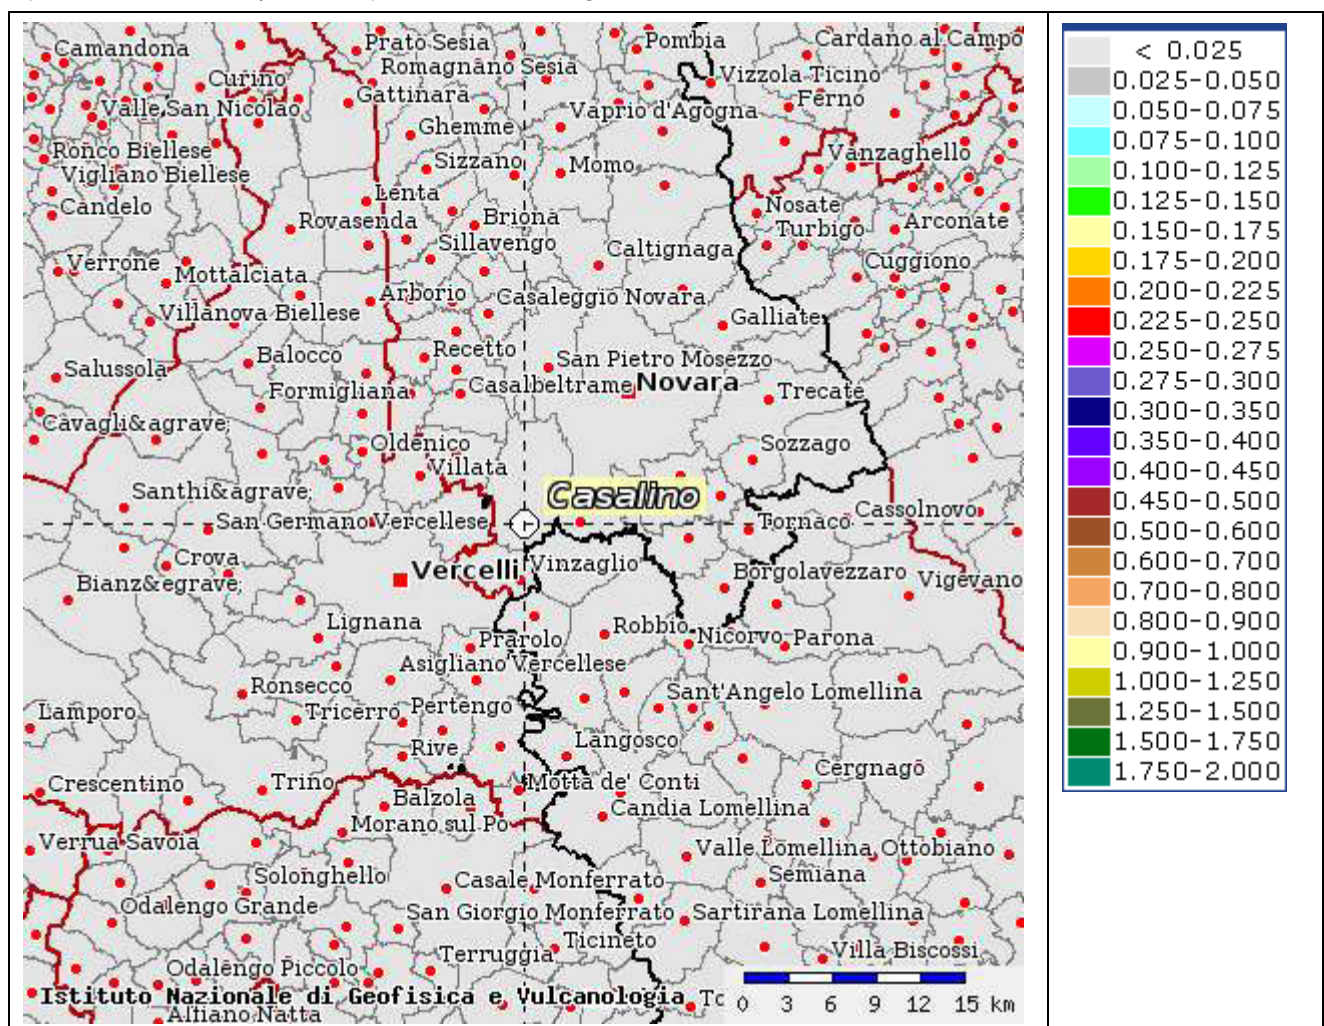 Camandona
Prato Sesia
Pombia
Cardano al Campo
Romagnano Sesia
Curino
Vizzola Ticino
Gattinara
Ferno
Valle San Nicolao
Vaprio d'Agogna
Ghemme
Ronco Biellese
Sizzano
Momo
Vanzaghello
Vigliano Biellese
Lenta
Candelo
Rovasenda
Briona
Nosate
Arconate
Sillavengo
Caltignaga
Turbigo
Verrone
Mottalciata
Cuggiono
Arborio
Casaleggio Novara
Villanova Biellese
Galliate
Balocco
Recetto
San Pietro Mosezzo
Salussola
Formigliana
Casalbeltrame
Novara
Trecate
Cavagli&agrave;
Oldenico
Sozzago
Villata
Santhi&agrave;
Casalino
San Germano Vercellese
Tornaco
Cassolnovo
Crova
Vercelli
Vinzaglio
Bianz&egrave;
Borgolavezzaro
Vigevano
Lignana
Prarolo
Robbio
Nicorvo
Parona
Asigliano Vercellese
Ronsecco
Sant'Angelo Lomellina
Lamporo
Tricerro
Pertengo
Rive
Langosco
Cergnago
Crescentino
Trino
Motta de' Conti
Balzola
Candia Lomellina
Morano sul Po
Verrua Savoia
Valle Lomellina
Ottobiano
Solonghello
Casale Monferrato
Semiana
Odalengo Grande
San Giorgio Monferrato
Sartirana Lomellina
Terruggia
Ticineto
Villa Biscossi
Odalengo Piccolo
Istituto Nazionale di Geofisica e Vulcanologia
Alfiano Natta
0 3 6 9 12 15 km
< 0.025
0.025-0.050
0.050-0.075
0.075-0.100
0.100-0.125
0.125-0.150
0.150-0.175
0.175-0.200
0.200-0.225
0.225-0.250
0.250-0.275
0.275-0.300
0.300-0.350
0.350-0.400
0.400-0.450
0.450-0.500
0.500-0.600
0.600-0.700
0.700-0.800
0.800-0.900
0.900-1.000
1.000-1.250
1.250-1.500
1.500-1.750
1.750-2.000